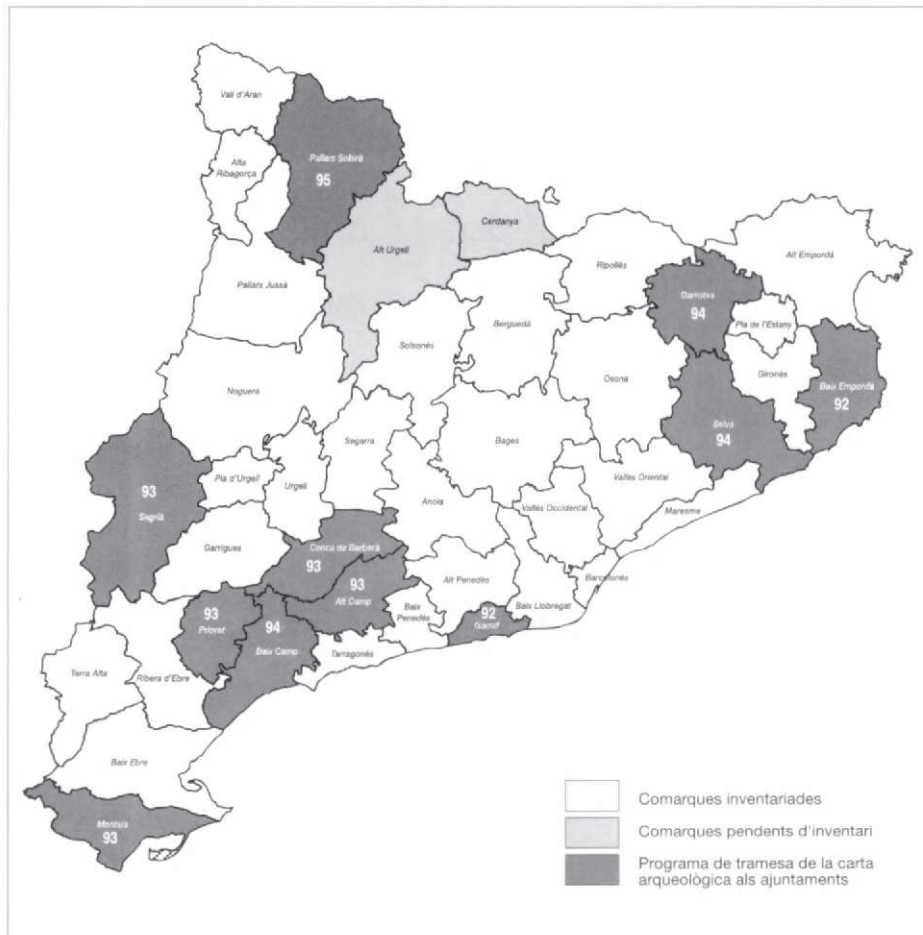 Vall d'Aran
Alta
Ribagorça
Pallars Sobirà
95
Alt Urgell
Cerdanya
Pallars Jussà
Ripollès
Alt Empordà
Garrotxa
94
Pla de l'Estany
Berguedà
Solsonès
Gironès
Baix Empordà
92
Osona
Noguera
Selva
94
Segarra
Bages
93
Segrià
Pla d'Urgell
Urgell
Vallès Oriental
Anoia
Vallès Occidental
Maresme
Garrigues
Conca de Barberà
93
93
Alt Camp
Alt Penedès
Barcelonès
Baix Llobregat
Baix
Penedès
92
Garraf
93
Priorat
94
Baix Camp
Tarragonès
Terra Alta
Ribera d'Ebre
Baix Ebre
Montsià
93
Comarques inventariades
Comarques pendents d'inventari
Programa de tramesa de la carta
arqueològica als ajuntaments